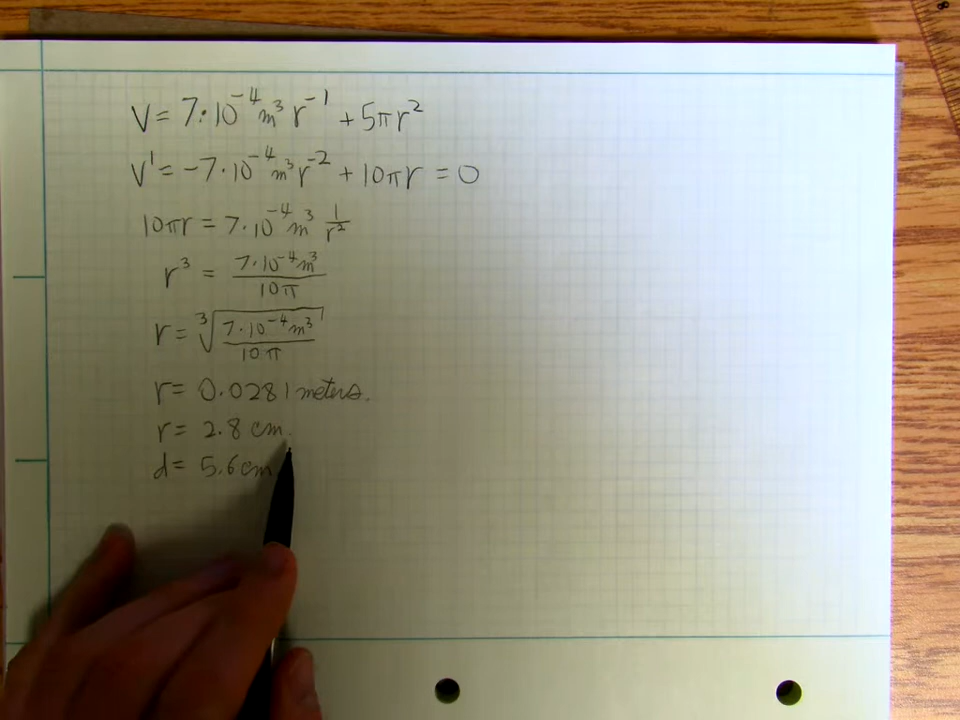 V = 7·10⁻⁴ m³ r⁻¹ + 5πr²
V' = -7·10⁻⁴ m³ r⁻² + 10πr = 0
10πr = 7·10⁻⁴ m³ 1/r²
r³ = 7·10⁻⁴ m³ / 10π
r = ³√(7·10⁻⁴ m³ / 10π)
r = 0.0281 meters.
r = 2.8 cm.
d = 5.6 cm